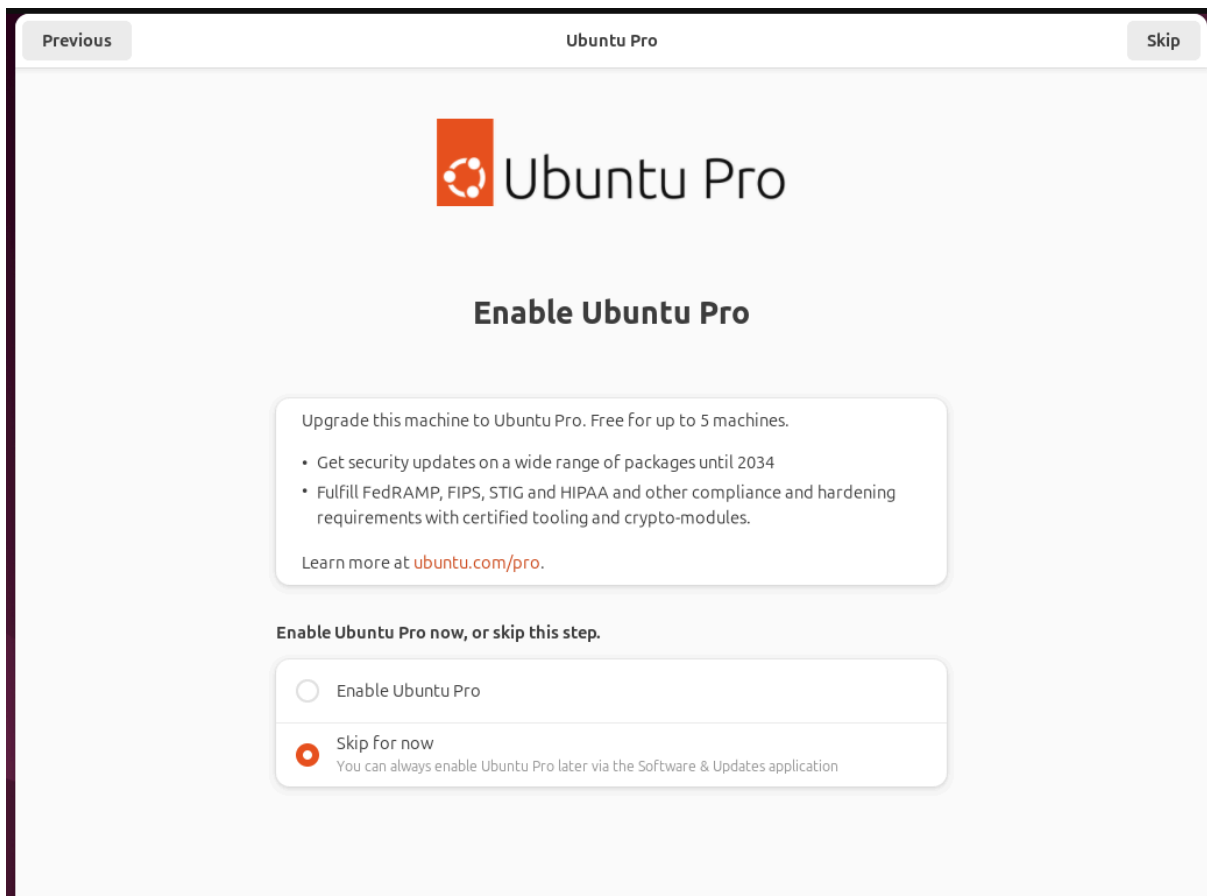 Previous
Ubuntu Pro
Skip
Ubuntu Pro
Enable Ubuntu Pro
Upgrade this machine to Ubuntu Pro. Free for up to 5 machines.
• Get security updates on a wide range of packages until 2034
• Fulfill FedRAMP, FIPS, STIG and HIPAA and other compliance and hardening
requirements with certified tooling and crypto-modules.
Learn more at ubuntu.com/pro.
Enable Ubuntu Pro now, or skip this step.
Enable Ubuntu Pro
Skip for now
You can always enable Ubuntu Pro later via the Software & Updates application